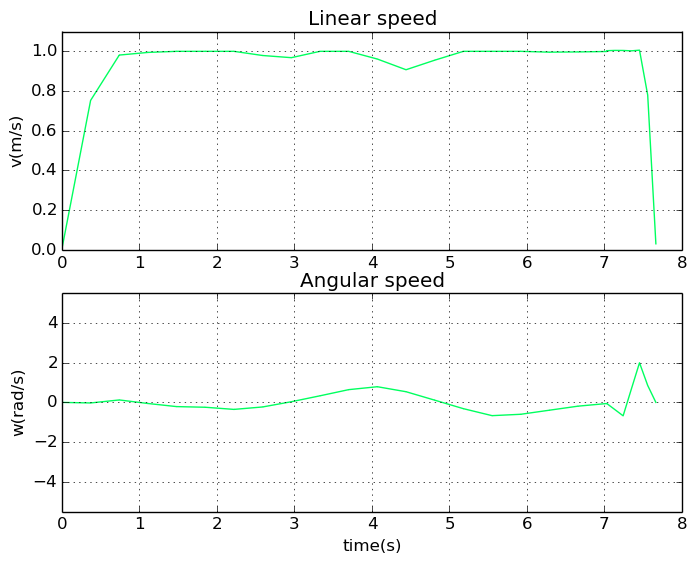 Linear speed
1.0
0.8
0.6
0.4
0.2
0.0
v(m/s)
0 1 2 3 4 5 6 7 8
Angular speed
4
2
0
−2
−4
w(rad/s)
0 1 2 3 4 5 6 7 8
time(s)